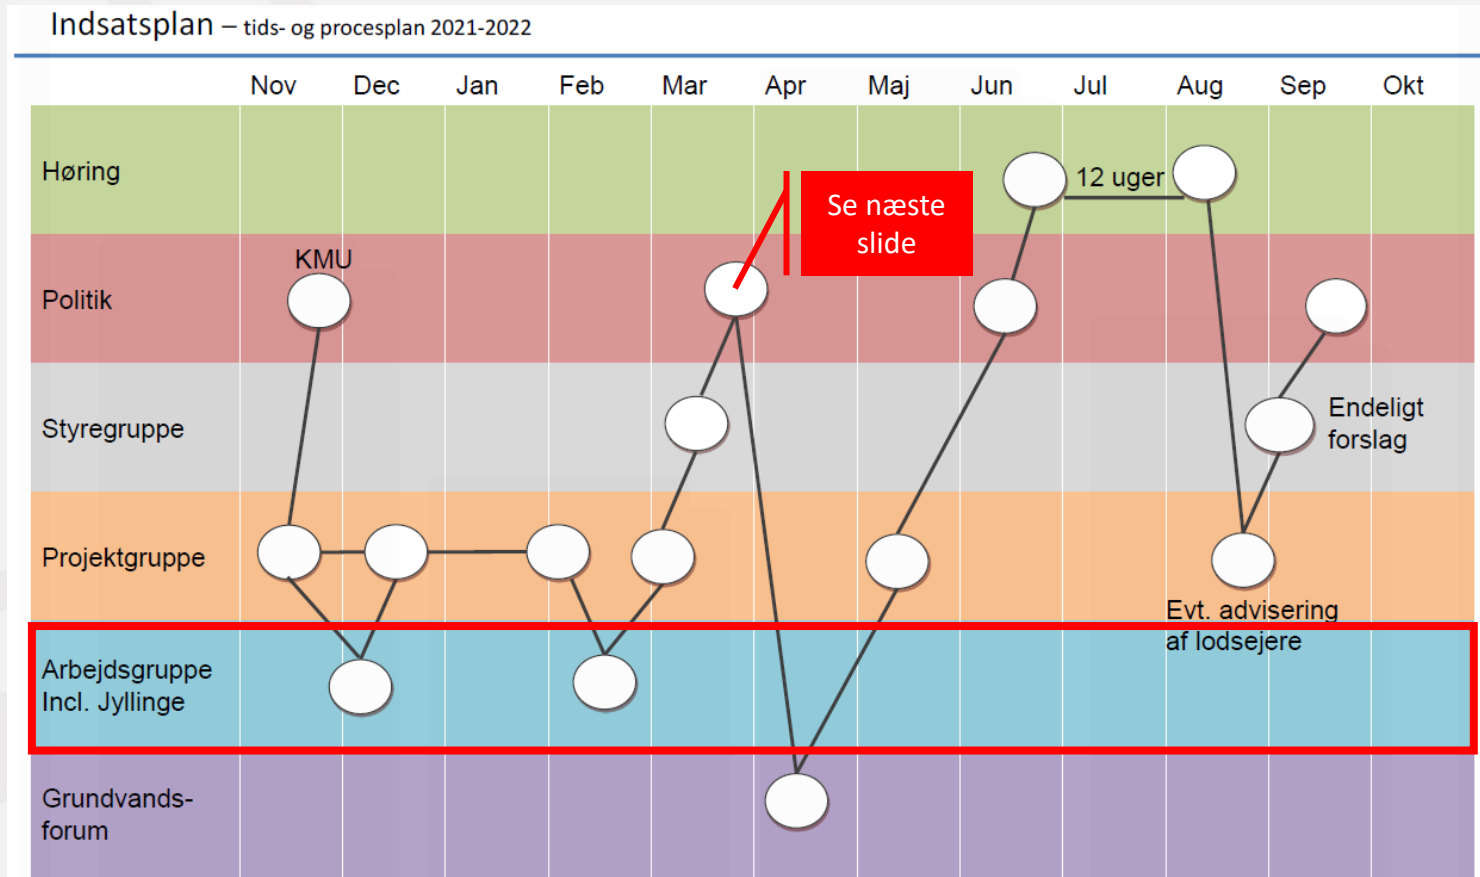 Indsatsplan – tids- og procesplan 2021-2022
Nov Dec Jan Feb Mar Apr Maj Jun Jul Aug Sep Okt
Høring
12 uger
Se næste
slide
KMU
Politik
Styregruppe
Endeligt
forslag
Projektgruppe
Evt. advisering
af lodsejere
Arbejdsgruppe
Incl. Jyllinge
Grundvands-
forum